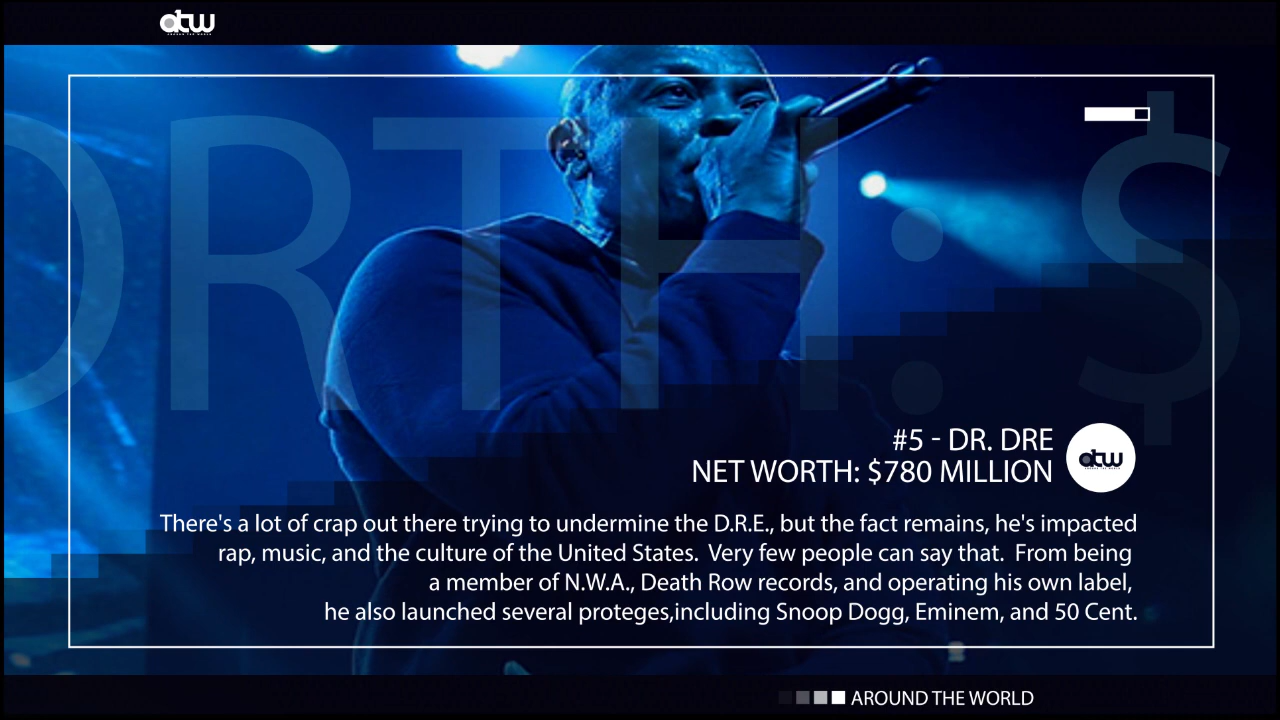 atw
ORTH: $
#5 - DR. DRE
NET WORTH: $780 MILLION
atw
There's a lot of crap out there trying to undermine the D.R.E., but the fact remains, he's impacted
rap, music, and the culture of the United States.  Very few people can say that.  From being
a member of N.W.A., Death Row records, and operating his own label,
he also launched several proteges,including Snoop Dogg, Eminem, and 50 Cent.
AROUND THE WORLD